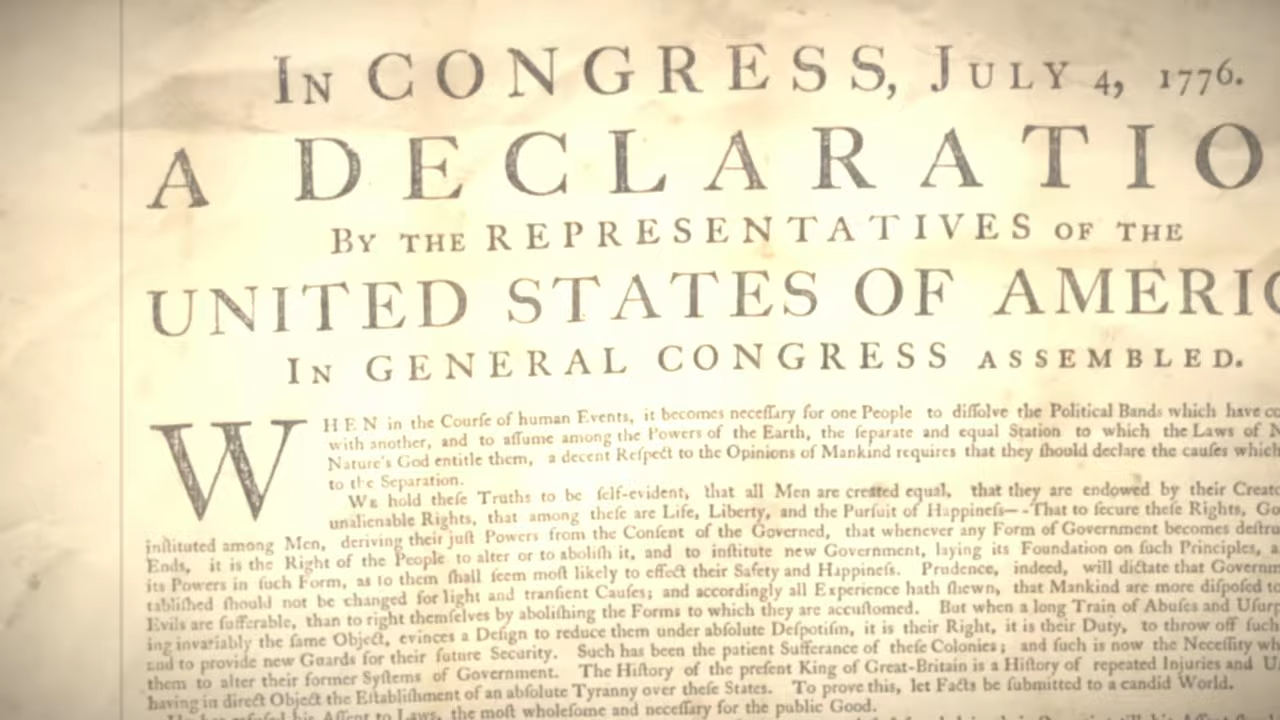 IN CONGRESS, JULY 4, 1776.
A DECLARATIO
BY THE REPRESENTATIVES OF THE
UNITED STATES OF AMERIC
IN GENERAL CONGRESS ASSEMBLED.
WHEN in the Courſe of human Events, it becomes neceſſary for one People to diſſolve the Political Bands which have co
with another, and to aſſume among the Powers of the Earth, the ſeparate and equal Station to which the Laws of N
Nature's God entitle them, a decent Reſpect to the Opinions of Mankind requires that they ſhould declare the cauſes which
to the Separation.
WE hold theſe Truths to be ſelf-evident, that all Men are created equal, that they are endowed by their Creato
unalienable Rights, that among theſe are Life, Liberty, and the Purſuit of Happineſs—-That to ſecure theſe Rights, Go
inſtituted among Men, deriving their juſt Powers from the Conſent of the Governed, that whenever any Form of Government becomes deſtru
Ends, it is the Right of the People to alter or to aboliſh it, and to inſtitute new Government, laying its Foundation on ſuch Principles, a
its Powers in ſuch Form, as to them ſhall ſeem moſt likely to effect their Safety and Happineſs. Prudence, indeed, will dictate that Governm
tabliſhed ſhould not be changed for light and tranſient Cauſes; and accordingly all Experience hath ſhewn, that Mankind are more diſpoſed to
Evils are ſufferable, than to right themſelves by aboliſhing the Forms to which they are accuſtomed. But when a long Train of Abuſes and Uſurp
ing invariably the ſame Object, evinces a Deſign to reduce them under abſolute Deſpotiſm, it is their Right, it is their Duty, to throw off ſuch
and to provide new Guards for their future Security. Such has been the patient Sufferance of theſe Colonies; and ſuch is now the Neceſſity wh
them to alter their former Syſtems of Government. The Hiſtory of the preſent King of Great-Britain is a Hiſtory of repeated Injuries and U
having in direct Object the Eſtabliſhment of an abſolute Tyranny over theſe States. To prove this, let Facts be ſubmitted to a candid World.
He has refuſed his Aſſent to Laws, the moſt wholeſome and neceſſary for the public Good.